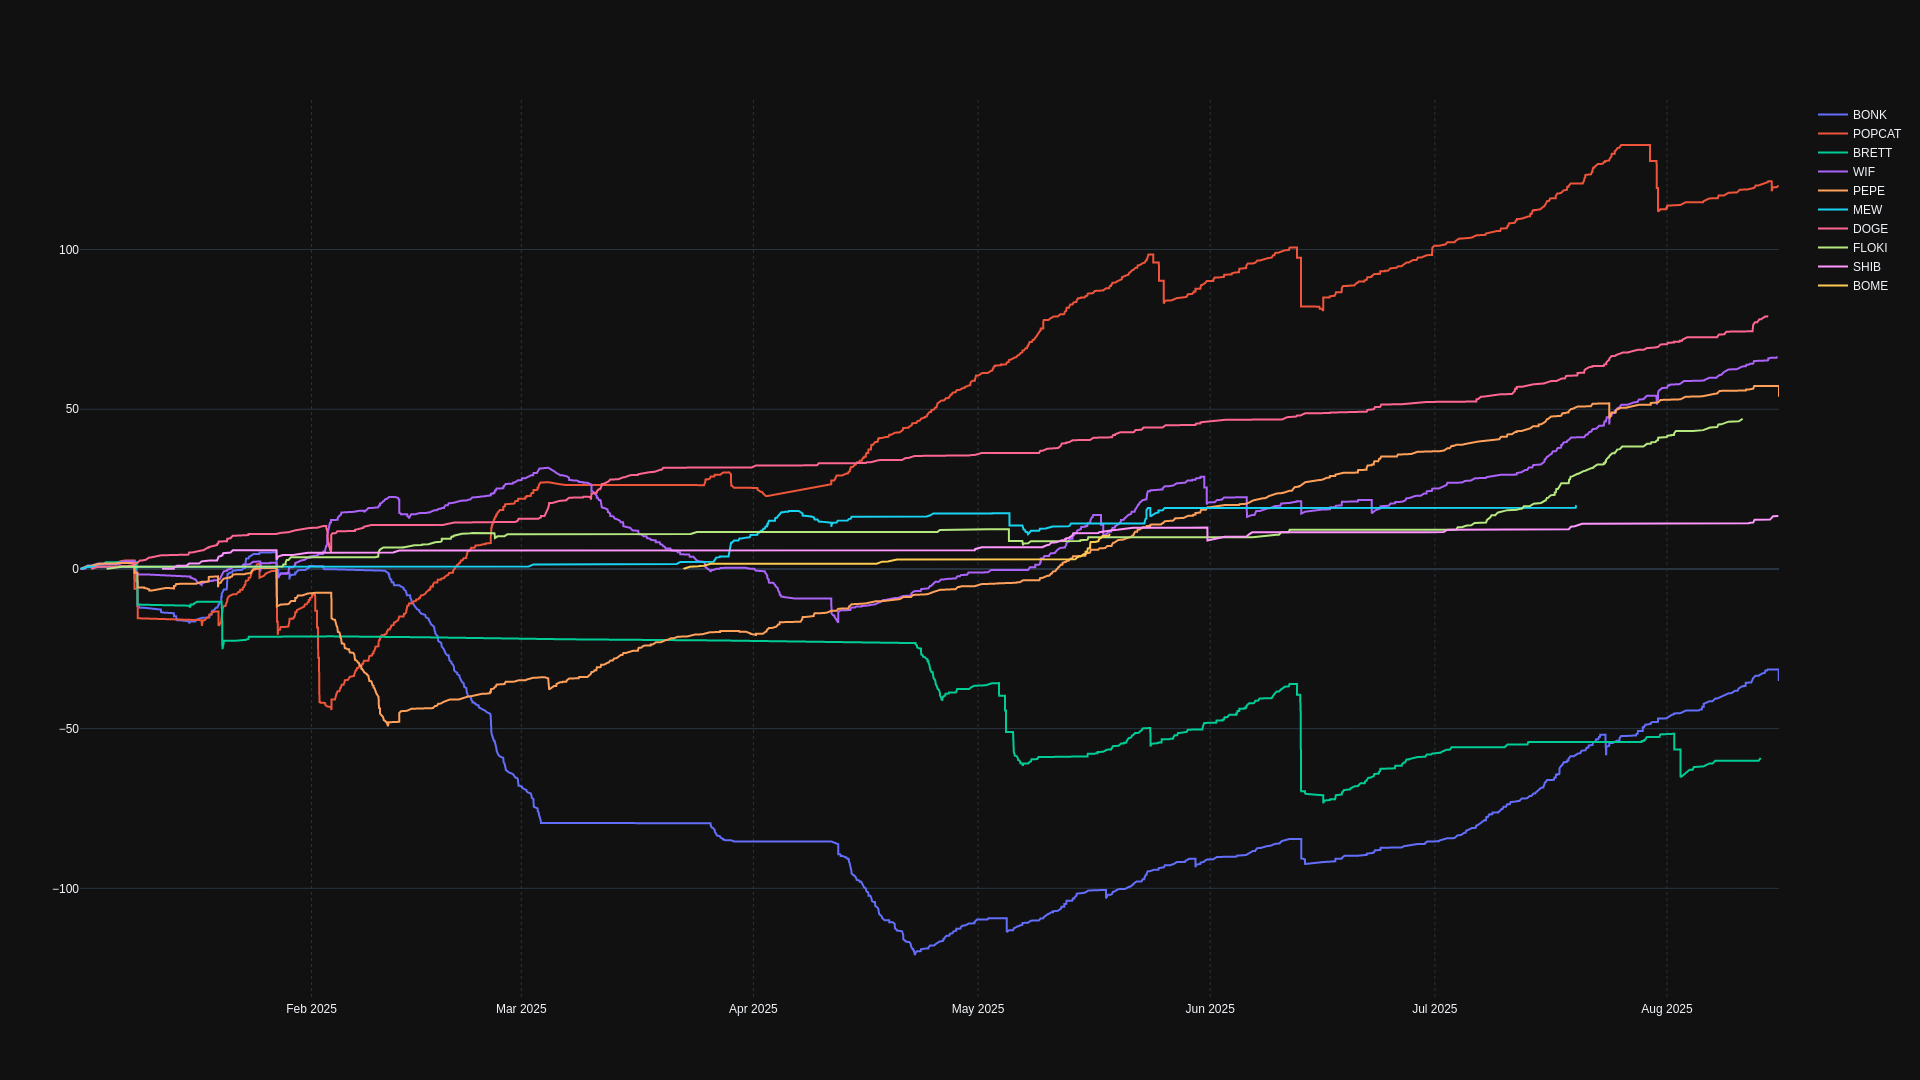 BONK
POPCAT
BRETT
WIF
PEPE
MEW
DOGE
FLOKI
SHIB
BOME
100
50
0
−50
−100
Feb 2025
Mar 2025
Apr 2025
May 2025
Jun 2025
Jul 2025
Aug 2025